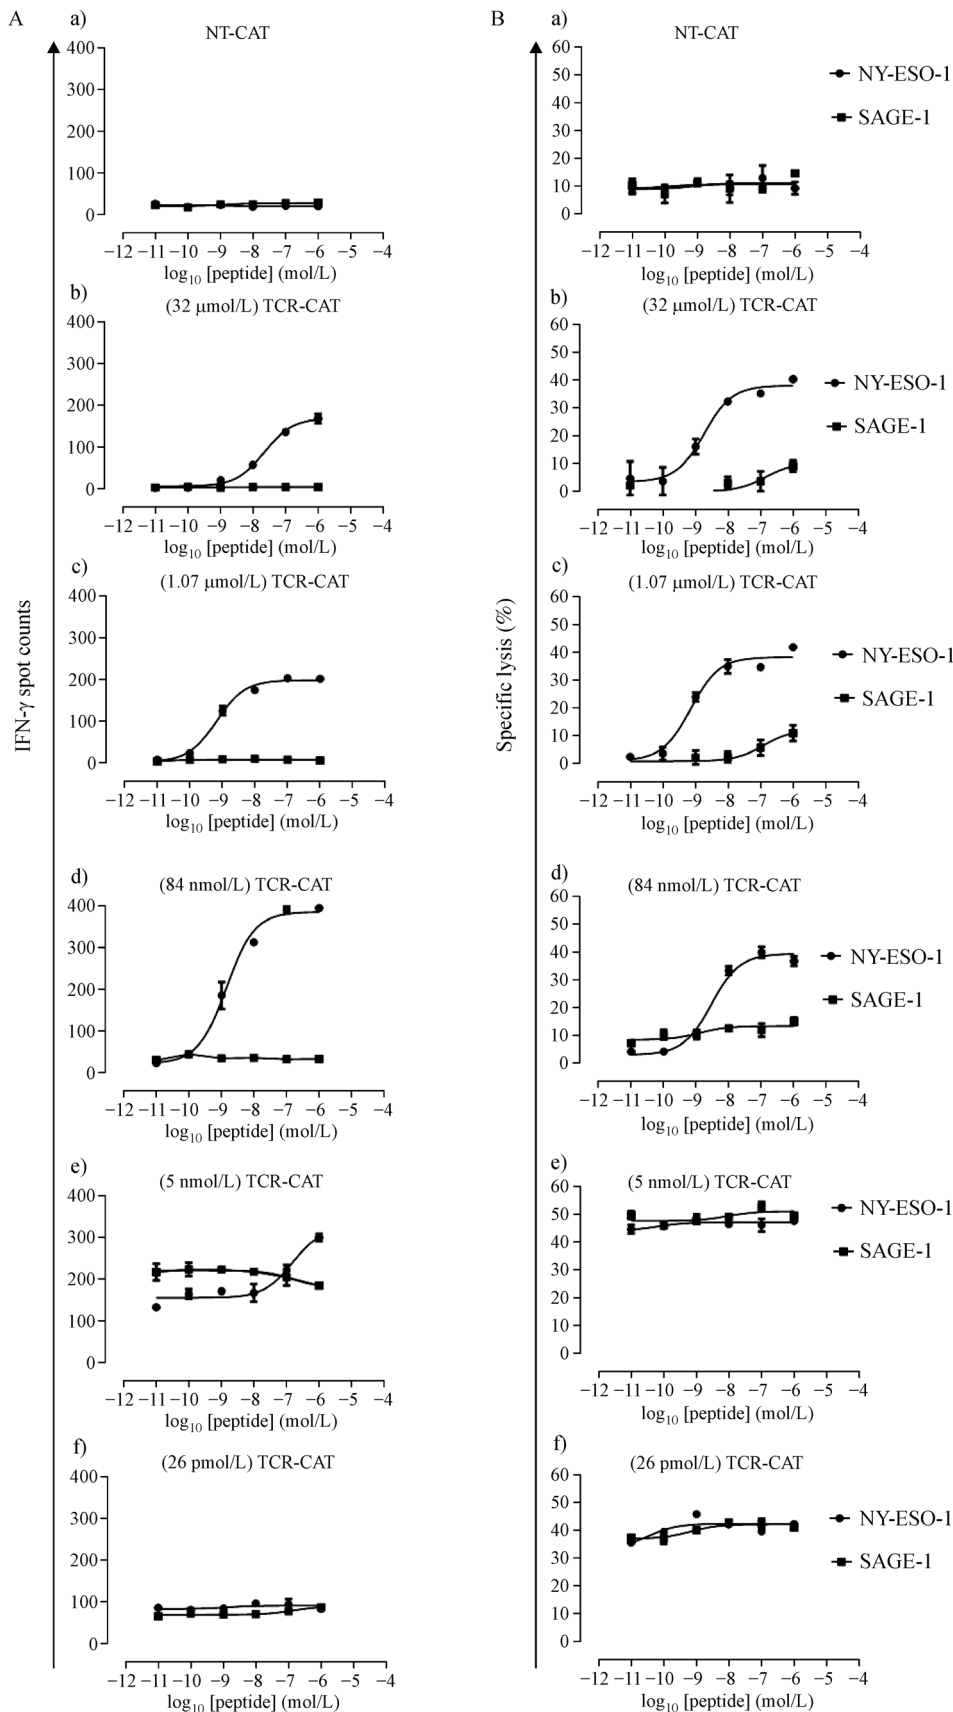 A
IFN-γ spot counts
a)
NT-CAT
400
300
200
100
0
−12 −11 −10 −9 −8 −7 −6 −5 −4
log₁₀ [peptide] (mol/L)
b)
(32 μmol/L) TCR-CAT
400
300
200
100
0
−12 −11 −10 −9 −8 −7 −6 −5 −4
log₁₀ [peptide] (mol/L)
c)
(1.07 μmol/L) TCR-CAT
400
300
200
100
0
−12 −11 −10 −9 −8 −7 −6 −5 −4
log₁₀ [peptide] (mol/L)
d)
(84 nmol/L) TCR-CAT
400
300
200
100
0
−12 −11 −10 −9 −8 −7 −6 −5 −4
log₁₀ [peptide] (mol/L)
e)
(5 nmol/L) TCR-CAT
400
300
200
100
0
−12 −11 −10 −9 −8 −7 −6 −5 −4
log₁₀ [peptide] (mol/L)
f)
(26 pmol/L) TCR-CAT
400
300
200
100
0
−12 −11 −10 −9 −8 −7 −6 −5 −4
log₁₀ [peptide] (mol/L)
B
Specific lysis (%)
a)
NT-CAT
60
50
40
30
20
10
0
−12 −11 −10 −9 −8 −7 −6 −5 −4
log₁₀ [peptide] (mol/L)
NY-ESO-1
SAGE-1
b)
(32 μmol/L) TCR-CAT
60
50
40
30
20
10
0
−12 −11 −10 −9 −8 −7 −6 −5 −4
log₁₀ [peptide] (mol/L)
NY-ESO-1
SAGE-1
c)
(1.07 μmol/L) TCR-CAT
60
50
40
30
20
10
0
−12 −11 −10 −9 −8 −7 −6 −5 −4
log₁₀ [peptide] (mol/L)
NY-ESO-1
SAGE-1
d)
(84 nmol/L) TCR-CAT
60
50
40
30
20
10
0
−12 −11 −10 −9 −8 −7 −6 −5 −4
log₁₀ [peptide] (mol/L)
NY-ESO-1
SAGE-1
e)
(5 nmol/L) TCR-CAT
60
50
40
30
20
10
0
−12 −11 −10 −9 −8 −7 −6 −5 −4
log₁₀ [peptide] (mol/L)
NY-ESO-1
SAGE-1
f)
(26 pmol/L) TCR-CAT
60
50
40
30
20
10
0
−12 −11 −10 −9 −8 −7 −6 −5 −4
log₁₀ [peptide] (mol/L)
NY-ESO-1
SAGE-1